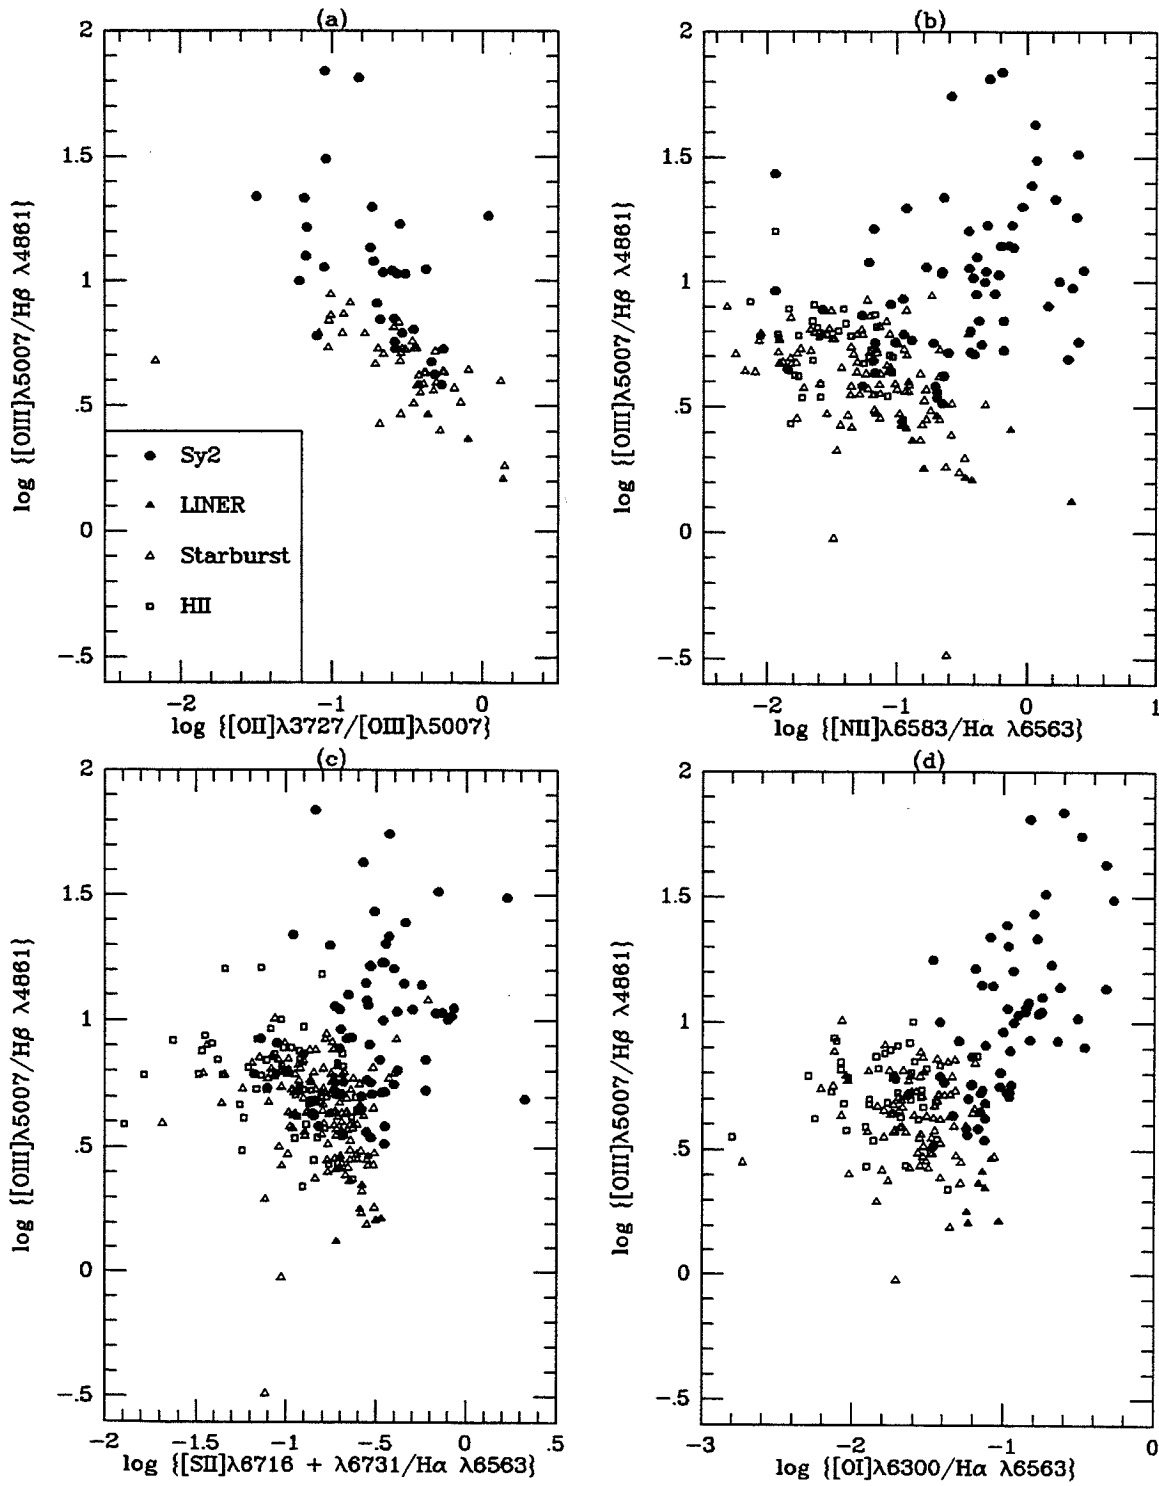 (a)
2
1.5
1
.5
0
-.5
log {[OIII]λ5007/Hβ λ4861}
Sy2
LINER
Starburst
HII
-2 -1 0
log {[OII]λ3727/[OIII]λ5007}
(b)
2
1.5
1
.5
0
-.5
log {[OIII]λ5007/Hβ λ4861}
-2 -1 0 1
log {[NII]λ6583/Hα λ6563}
(c)
2
1.5
1
.5
0
-.5
log {[OIII]λ5007/Hβ λ4861}
-2 -1.5 -1 -.5 0 .5
log {[SII]λ6716 + λ6731/Hα λ6563}
(d)
2
1.5
1
.5
0
-.5
log {[OIII]λ5007/Hβ λ4861}
-3 -2 -1 0
log {[OI]λ6300/Hα λ6563}